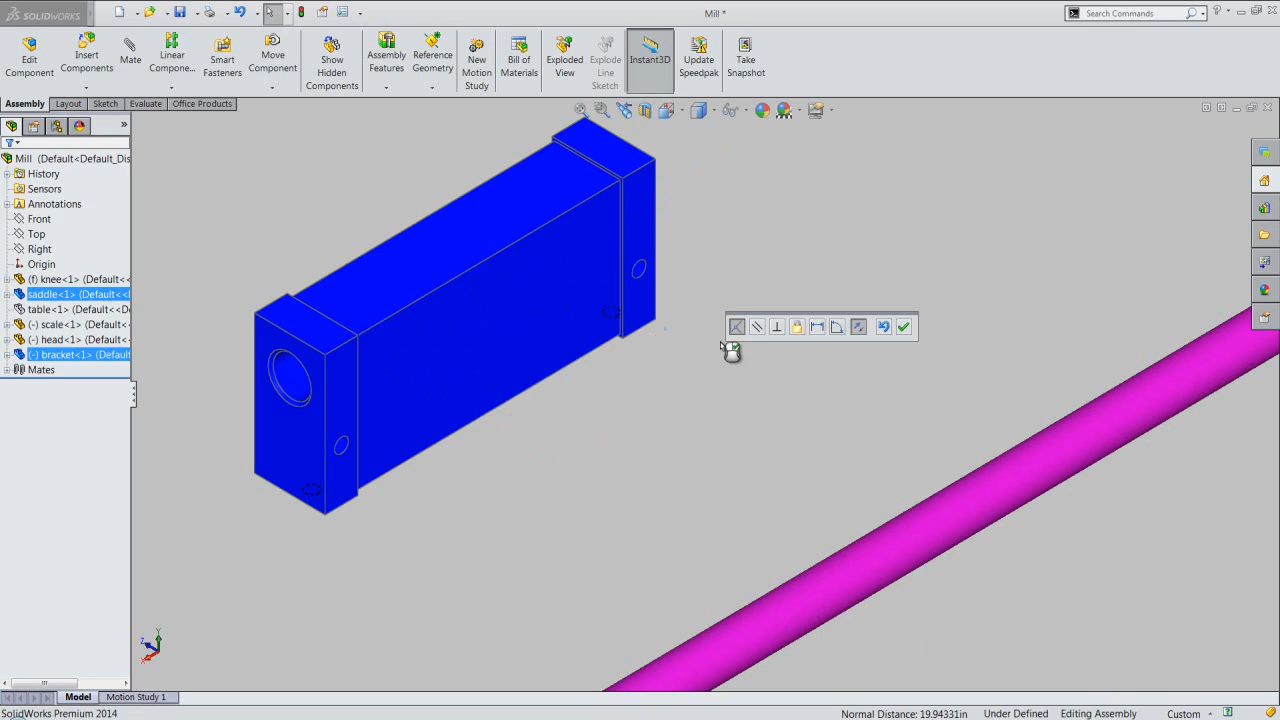 SOLIDWORKS
Mill *
Search Commands
Edit
Component
Insert
Components
Mate
Linear
Compone...
Smart
Fasteners
Move
Component
Show
Hidden
Components
Assembly
Features
Reference
Geometry
New
Motion
Study
Bill of
Materials
Exploded
View
Explode
Line
Sketch
Instant3D
Update
Speedpak
Take
Snapshot
Assembly
Layout
Sketch
Evaluate
Office Products
Mill (Default<Default_Dis
History
Sensors
Annotations
Front
Top
Right
Origin
(f) knee<1> (Default<<
saddle<1> (Default<<D
table<1> (Default<<De
(-) scale<1> (Default<<
(-) head<1> (Default<<
(-) bracket<1> (Default
Mates
Y
Z
X
Model
Motion Study 1
SolidWorks Premium 2014
Normal Distance: 19.94331in
Under Defined
Editing Assembly
Custom